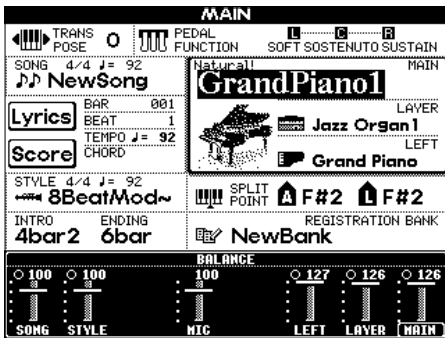 MAIN
TRANSPOSE 0
PEDAL FUNCTION
L C R
SOFT SOSTENUTO SUSTAIN
SONG 4/4 ♩= 92
NewSong
Lyrics
BAR 001
BEAT 1
TEMPO ♩= 92
Score
CHORD
Natural! MAIN
GrandPiano1
LAYER
Jazz Organ1
LEFT
Grand Piano
STYLE 4/4 ♩= 92
8BeatMod~
SPLIT POINT A F#2 L F#2
INTRO ENDING
4bar2 6bar
REGISTRATION BANK
NewBank
BALANCE
100 100 100 127 126 126
SONG STYLE MIC LEFT LAYER MAIN